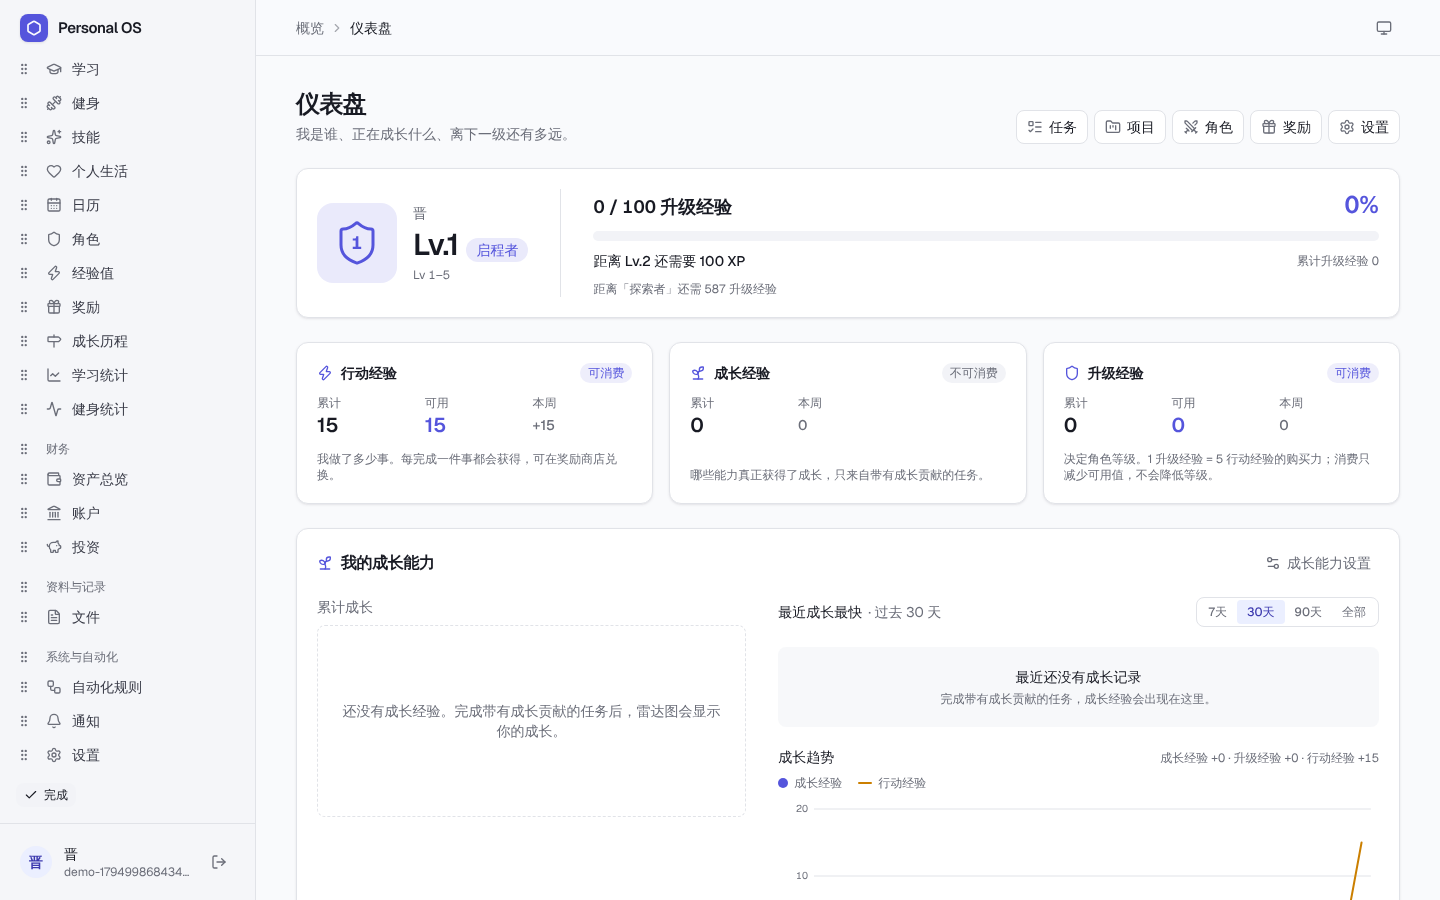 Personal OS
学习
健身
技能
个人生活
日历
角色
经验值
奖励
成长历程
学习统计
健身统计
财务
资产总览
账户
投资
资料与记录
文件
系统与自动化
自动化规则
通知
设置
完成
晋
晋
demo-179499868434...
概览
仪表盘
仪表盘
我是谁、正在成长什么、离下一级还有多远。
任务
项目
角色
奖励
设置
1
晋
Lv.1 启程者
Lv 1–5
0 / 100 升级经验
0%
距离 Lv.2 还需要 100 XP
累计升级经验 0
距离「探索者」还需 587 升级经验
行动经验
可消费
累计
可用
本周
15
15
+15
我做了多少事。每完成一件事都会获得，可在奖励商店兑
换。
成长经验
不可消费
累计
本周
0
0
哪些能力真正获得了成长，只来自带有成长贡献的任务。
升级经验
可消费
累计
可用
本周
0
0
0
决定角色等级。1 升级经验 = 5 行动经验的购买力；消费只
减少可用值，不会降低等级。
我的成长能力
成长能力设置
累计成长
还没有成长经验。完成带有成长贡献的任务后，雷达图会显示
你的成长。
最近成长最快 · 过去 30 天
7天
30天
90天
全部
最近还没有成长记录
完成带有成长贡献的任务，成长经验会出现在这里。
成长趋势
成长经验 +0 · 升级经验 +0 · 行动经验 +15
成长经验
行动经验
20
10